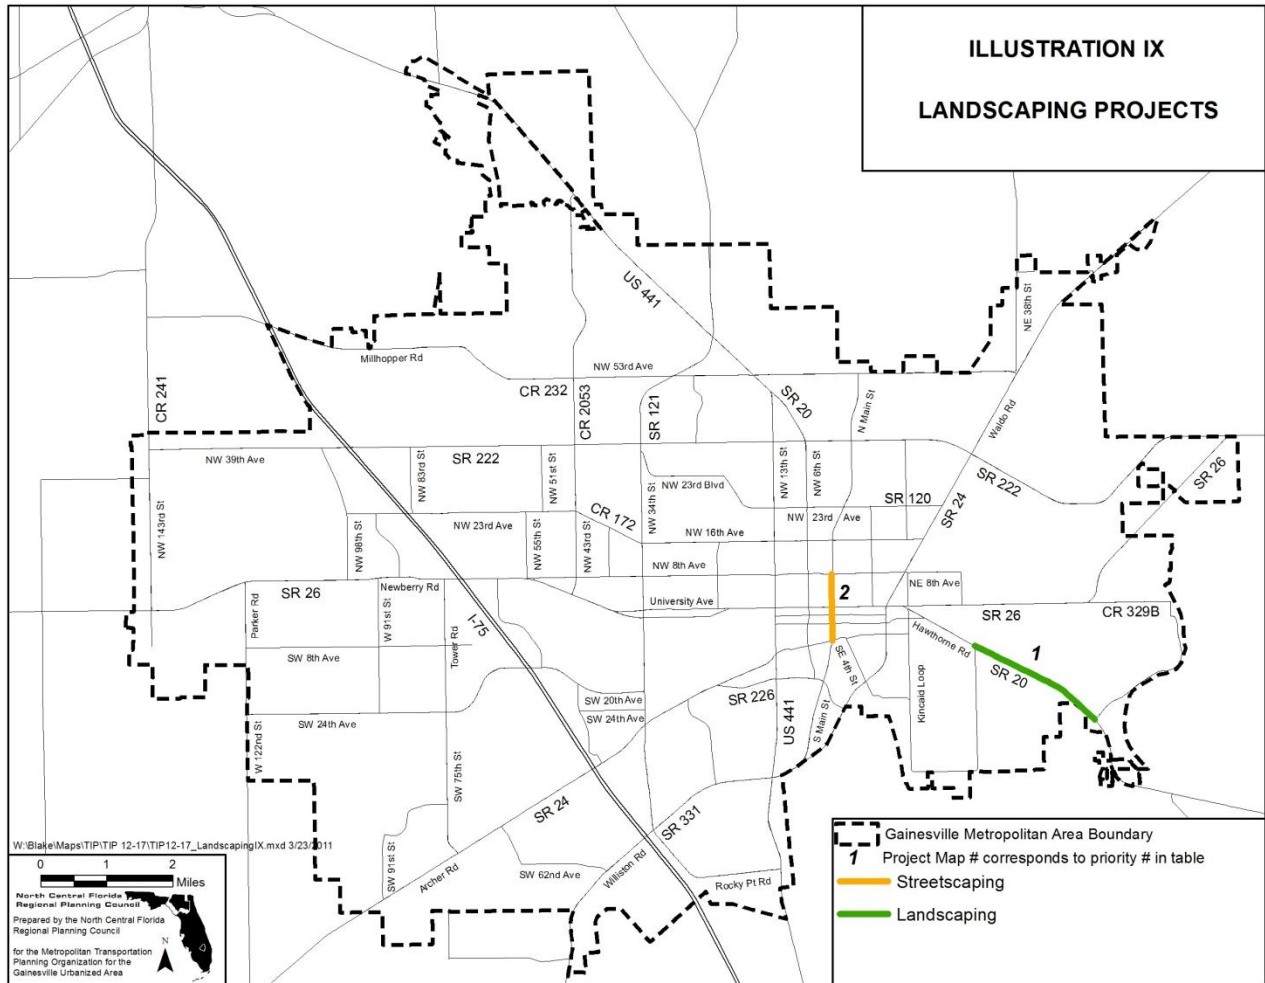 ILLUSTRATION IX
LANDSCAPING PROJECTS
US 441
NE 38th St
Millhopper Rd
NW 53rd Ave
CR 241
CR 232
CR 2053
SR 121
SR 20
N Main St
Waldo Rd
NW 39th Ave
SR 222
NW 83rd St
NW 51st St
NW 34th St
NW 23rd Blvd
NW 13th St
NW 6th St
SR 120
SR 222
SR 26
SR 24
NW 143rd St
NW 98th St
NW 23rd Ave
NW 55th St
NW 43rd St
CR 172
NW 16th Ave
NW 23rd Ave
NW 8th Ave
NE 8th Ave
SR 26
Newberry Rd
University Ave
2
SR 26
CR 329B
Parker Rd
W 91st St
Tower Rd
I-75
Hawthorne Rd
1
SR 20
SW 8th Ave
SE 4th St
Kincaid Loop
SW 20th Ave
SW 24th Ave
SR 226
US 441
S Main St
SW 24th Ave
W 122nd St
SW 75th St
SR 24
SR 331
SW 91st St
Archer Rd
SW 62nd Ave
Williston Rd
Rocky Pt Rd
W:\Blake\Maps\TIP\TIP 12-17\TIP12-17_LandscapingIX.mxd 3/23/2011
0 1 2
Miles
North Central Florida
Regional Planning Council
Prepared by the North Central Florida
Regional Planning Council
for the Metropolitan Transportation
Planning Organization for the
Gainesville Urbanized Area
N
Gainesville Metropolitan Area Boundary
1 Project Map # corresponds to priority # in table
Streetscaping
Landscaping